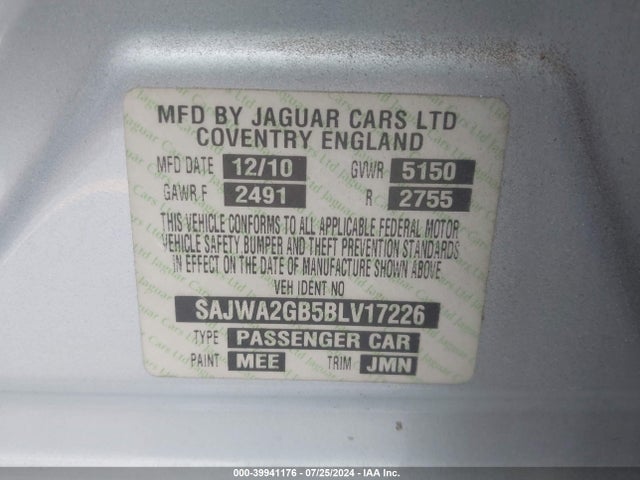 MFD BY JAGUAR CARS LTD
COVENTRY ENGLAND
MFD DATE 12/10 GVWR 5150
GAWR F 2491 R 2755
THIS VEHICLE CONFORMS TO ALL APPLICABLE FEDERAL MOTOR
VEHICLE SAFETY BUMPER AND THEFT PREVENTION STANDARDS
IN EFFECT ON THE DATE OF MANUFACTURE SHOWN ABOVE
VEH IDENT NO
SAJWA2GB5BLV17226
TYPE PASSENGER CAR
PAINT MEE TRIM JMN
000-39941176 - 07/25/2024 - IAA Inc.